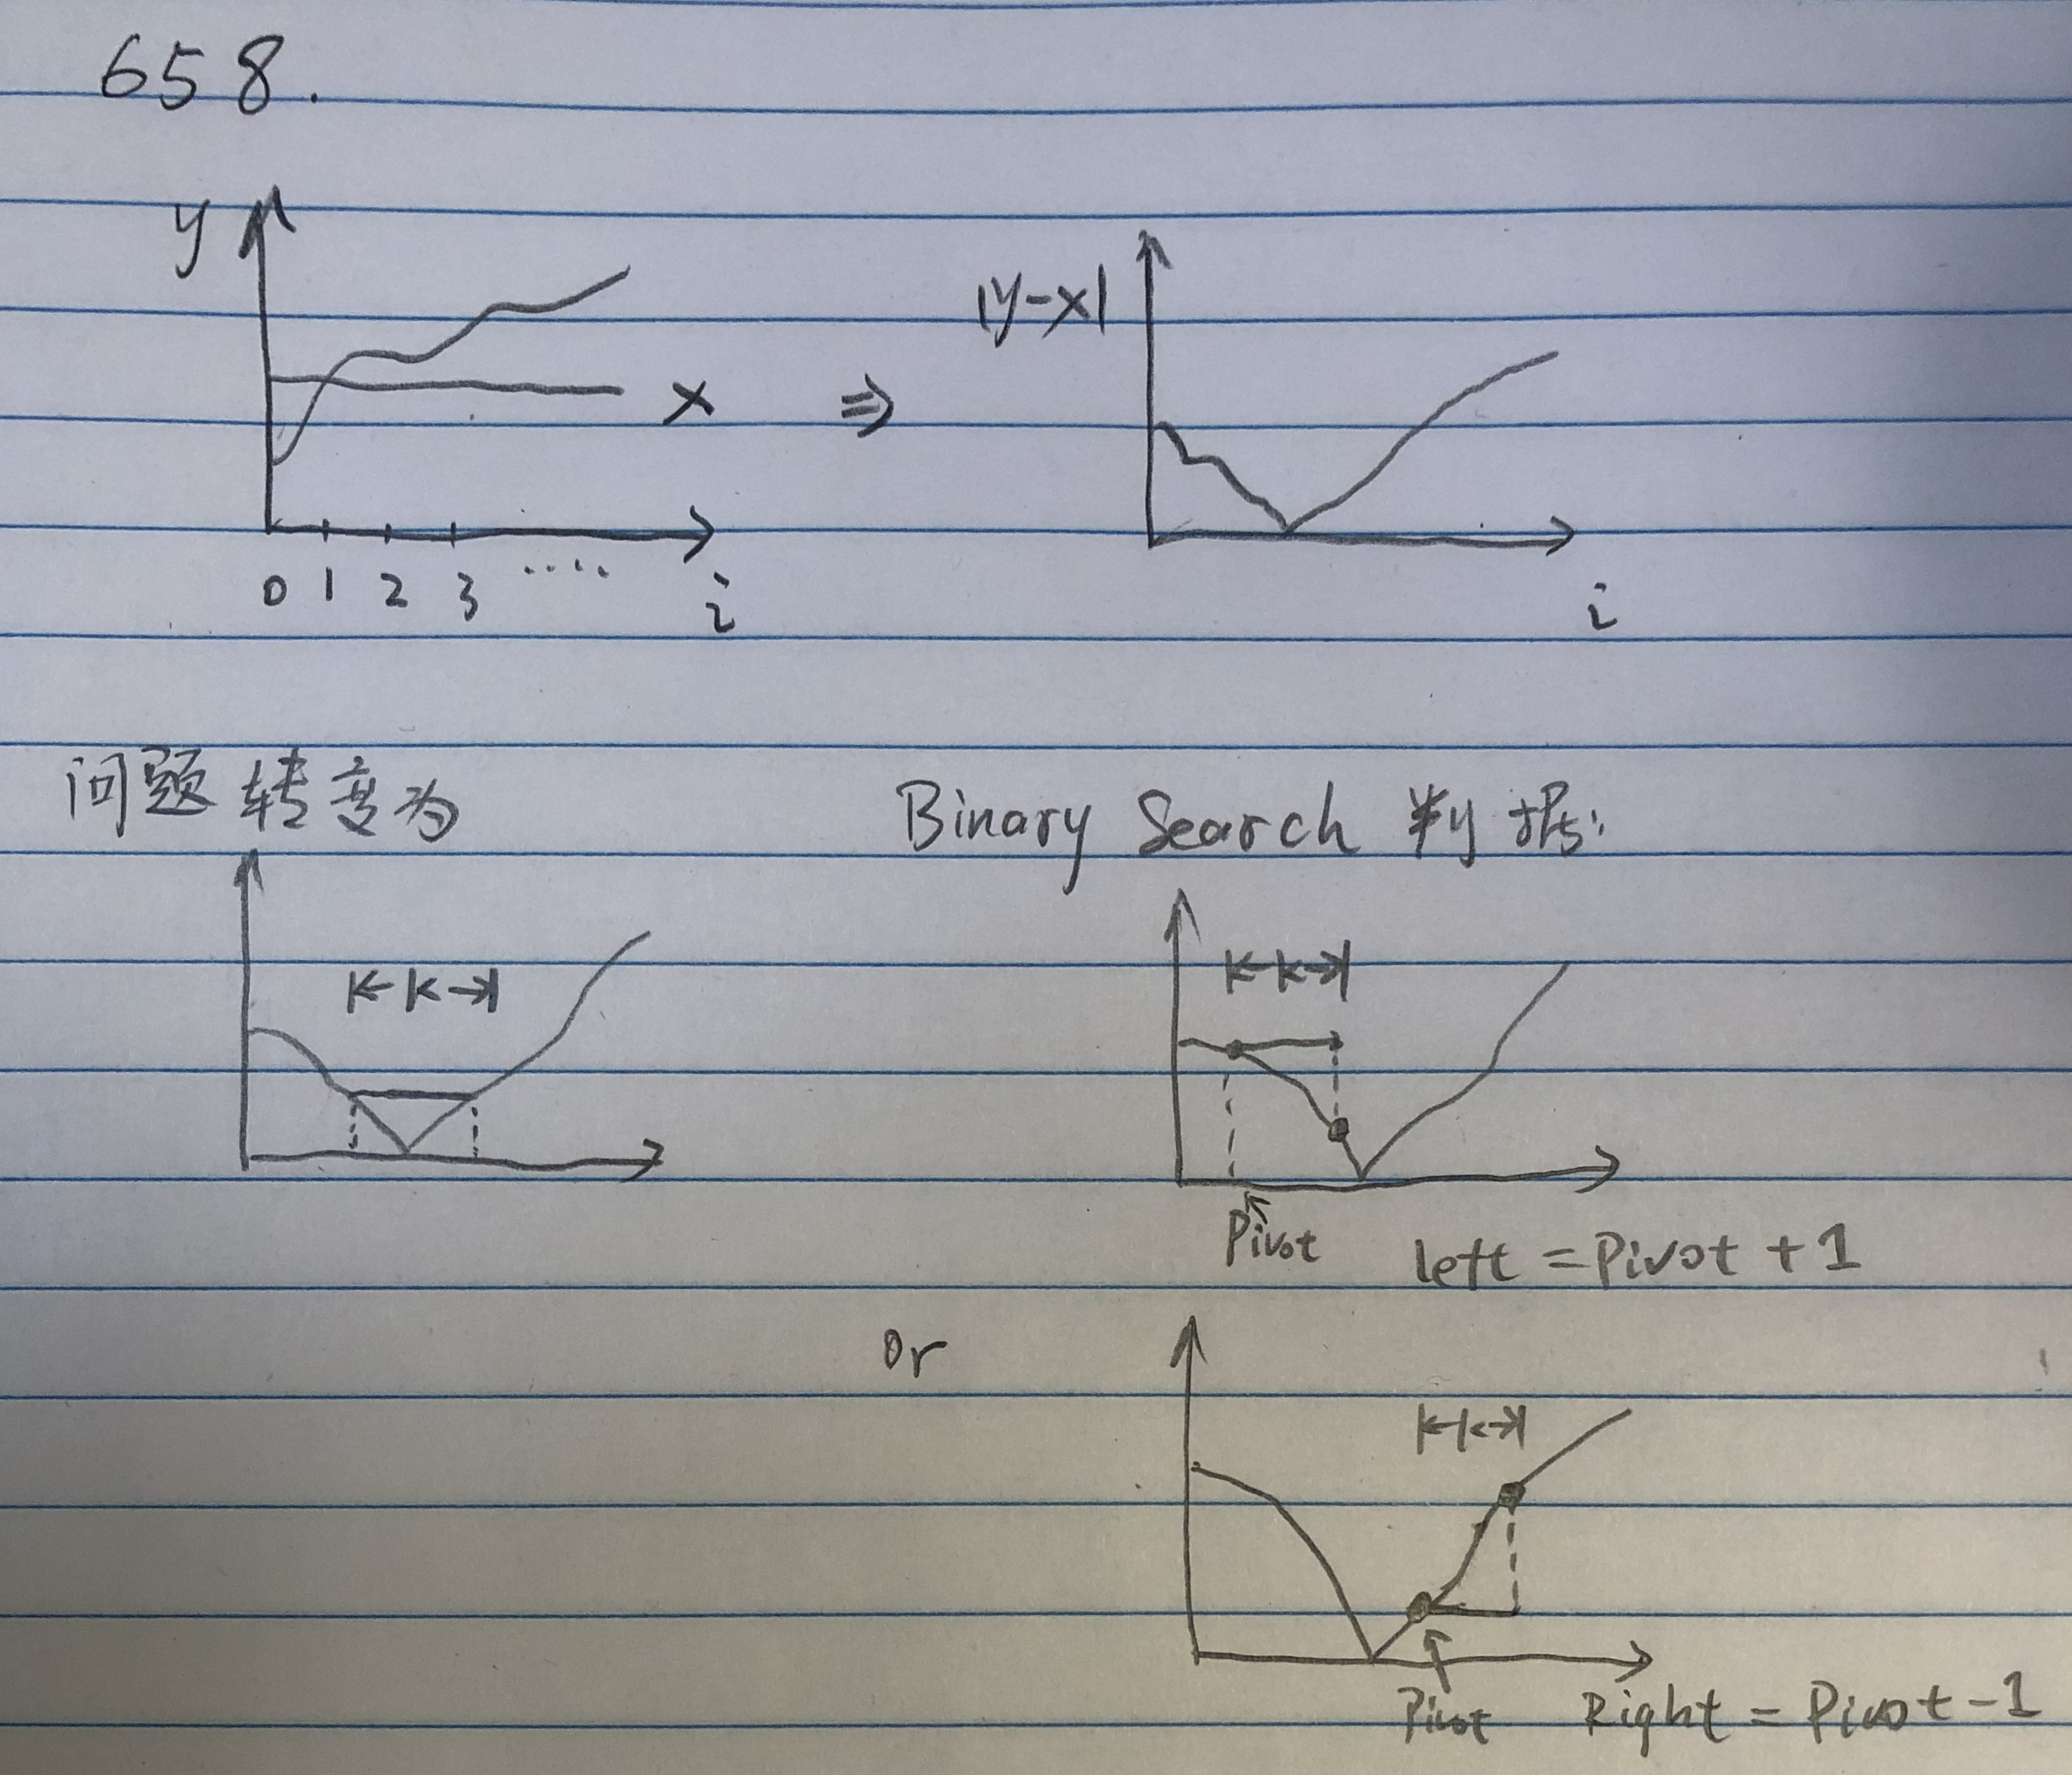 658.
y
x
⇒
0 1 2 3 ....
i
|y-x|
i
问题转变为
k
Binary Search 判据:
k
Pivot
left = Pivot + 1
or
k
Pivot
Right = Pivot - 1